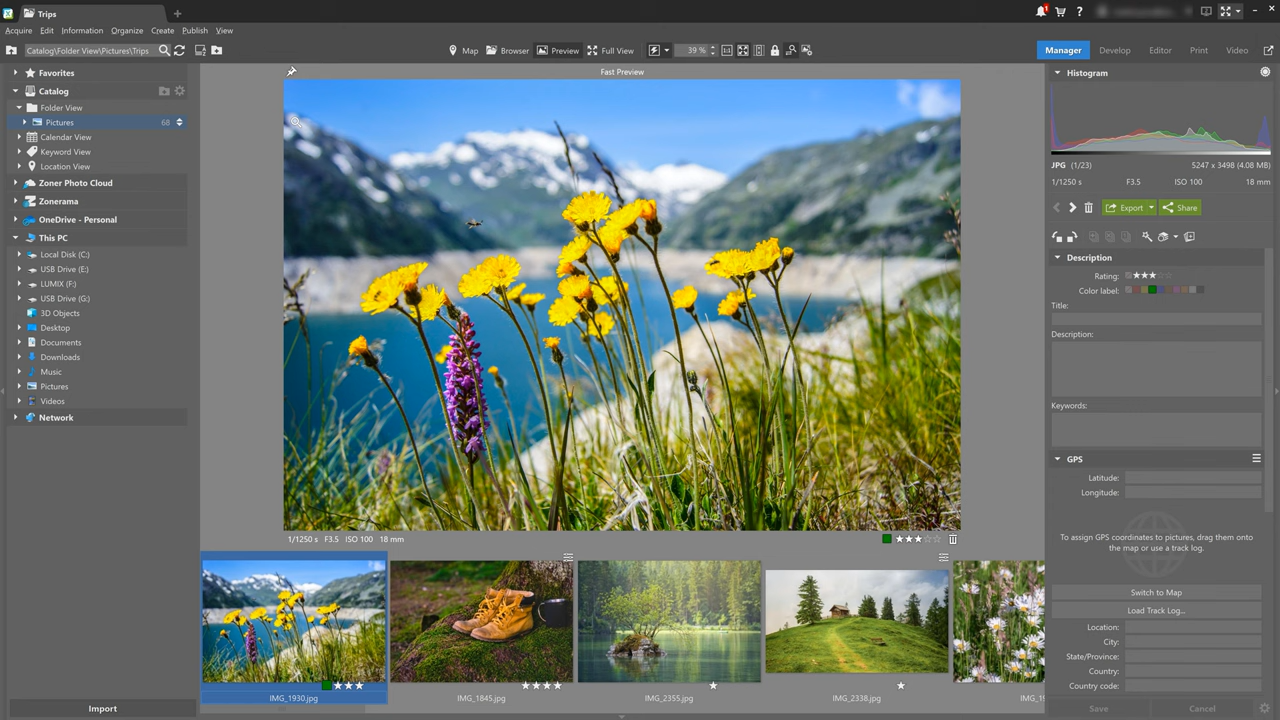 Trips
Acquire Edit Information Organize Create Publish View
Catalog\Folder View\Pictures\Trips
Map Browser Preview Full View 39 %
Manager Develop Editor Print Video
Favorites
Catalog
Folder View
Pictures 68
Calendar View
Keyword View
Location View
Zoner Photo Cloud
Zonerama
OneDrive - Personal
This PC
Local Disk (C:)
USB Drive (E:)
LUMIX (F:)
USB Drive (G:)
3D Objects
Desktop
Documents
Downloads
Music
Pictures
Videos
Network
Import
Fast Preview
1/1250 s F3.5 ISO 100 18 mm
IMG_1930.jpg
IMG_1845.jpg
IMG_2355.jpg
IMG_2338.jpg
Histogram
JPG (1/23) 5247 x 3498 (4.08 MB)
1/1250 s F3.5 ISO 100 18 mm
Export Share
Description
Rating:
Color label:
Title:
Description:
Keywords:
GPS
Latitude:
Longitude:
To assign GPS coordinates to pictures, drag them onto
the map or use a track log.
Switch to Map
Load Track Log...
Location:
City:
State/Province:
Country:
Country code:
Save Cancel